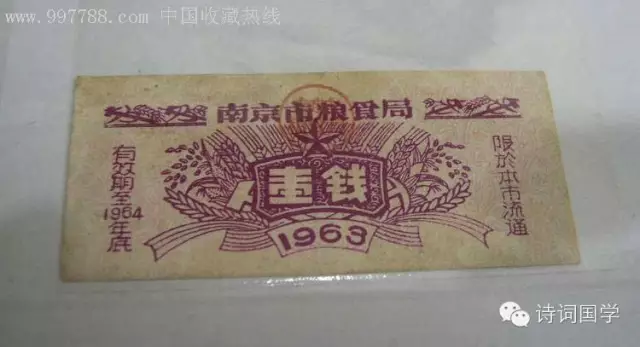 www.997788.com 中国收藏热线
南京市粮食局
有效期至
1964
年底
壹钱
1963
限於本市流通
诗词国学